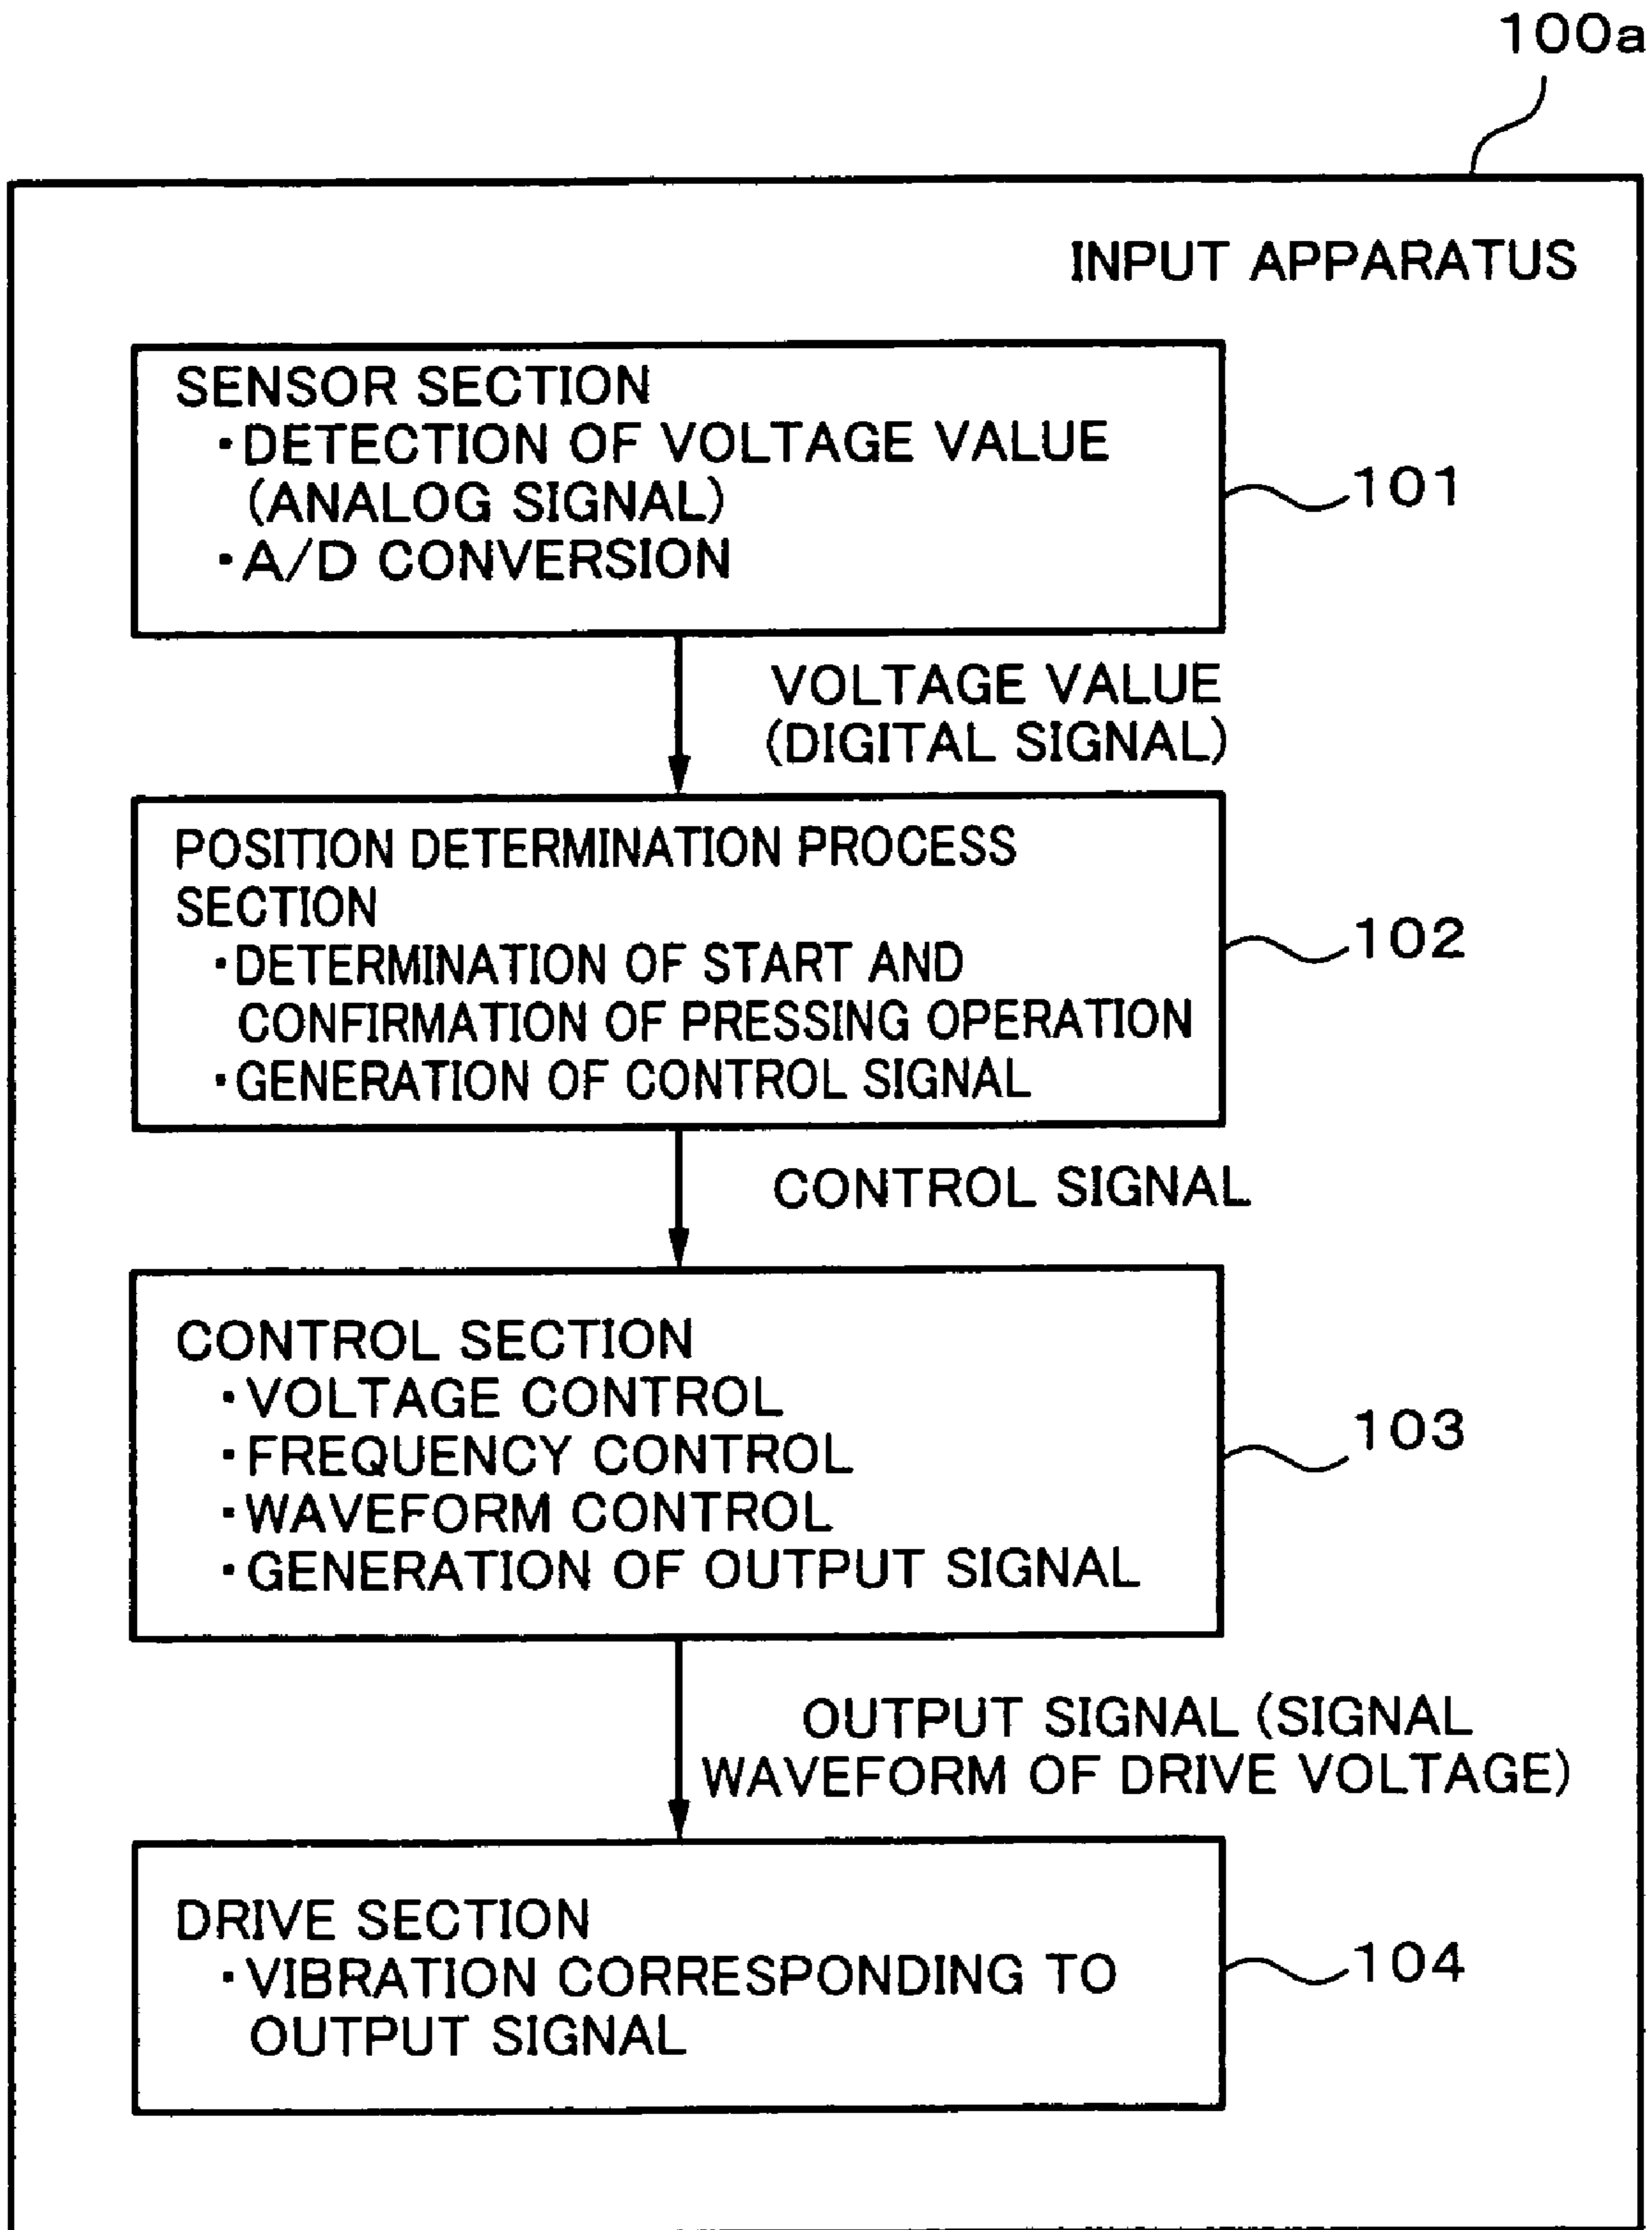 100a
INPUT APPARATUS
SENSOR SECTION
・DETECTION OF VOLTAGE VALUE
(ANALOG SIGNAL)
・A/D CONVERSION
101
VOLTAGE VALUE
(DIGITAL SIGNAL)
POSITION DETERMINATION PROCESS
SECTION
・DETERMINATION OF START AND
CONFIRMATION OF PRESSING OPERATION
・GENERATION OF CONTROL SIGNAL
102
CONTROL SIGNAL
CONTROL SECTION
・VOLTAGE CONTROL
・FREQUENCY CONTROL
・WAVEFORM CONTROL
・GENERATION OF OUTPUT SIGNAL
103
OUTPUT SIGNAL (SIGNAL
WAVEFORM OF DRIVE VOLTAGE)
DRIVE SECTION
・VIBRATION CORRESPONDING TO
OUTPUT SIGNAL
104